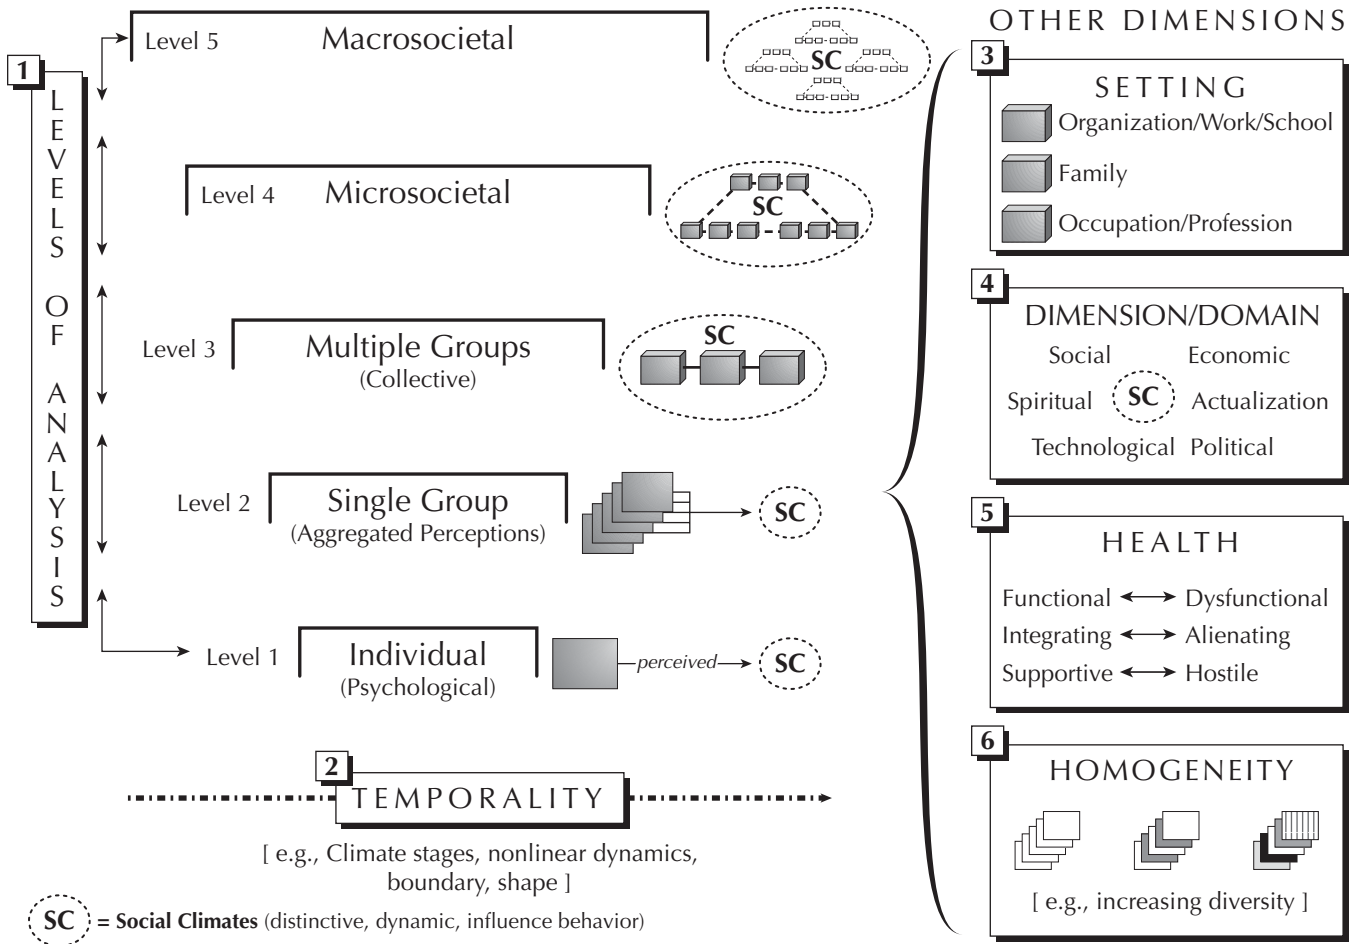 1
LEVELS OF ANALYSIS
Level 5
Macrosocietal
SC
Level 4
Microsocietal
SC
Level 3
Multiple Groups
(Collective)
SC
Level 2
Single Group
(Aggregated Perceptions)
SC
Level 1
Individual
(Psychological)
perceived
SC
2
TEMPORALITY
[ e.g., Climate stages, nonlinear dynamics,
boundary, shape ]
SC = Social Climates (distinctive, dynamic, influence behavior)
OTHER DIMENSIONS
3
SETTING
Organization/Work/School
Family
Occupation/Profession
4
DIMENSION/DOMAIN
Social Economic
Spiritual SC Actualization
Technological Political
5
HEALTH
Functional Dysfunctional
Integrating Alienating
Supportive Hostile
6
HOMOGENEITY
[ e.g., increasing diversity ]